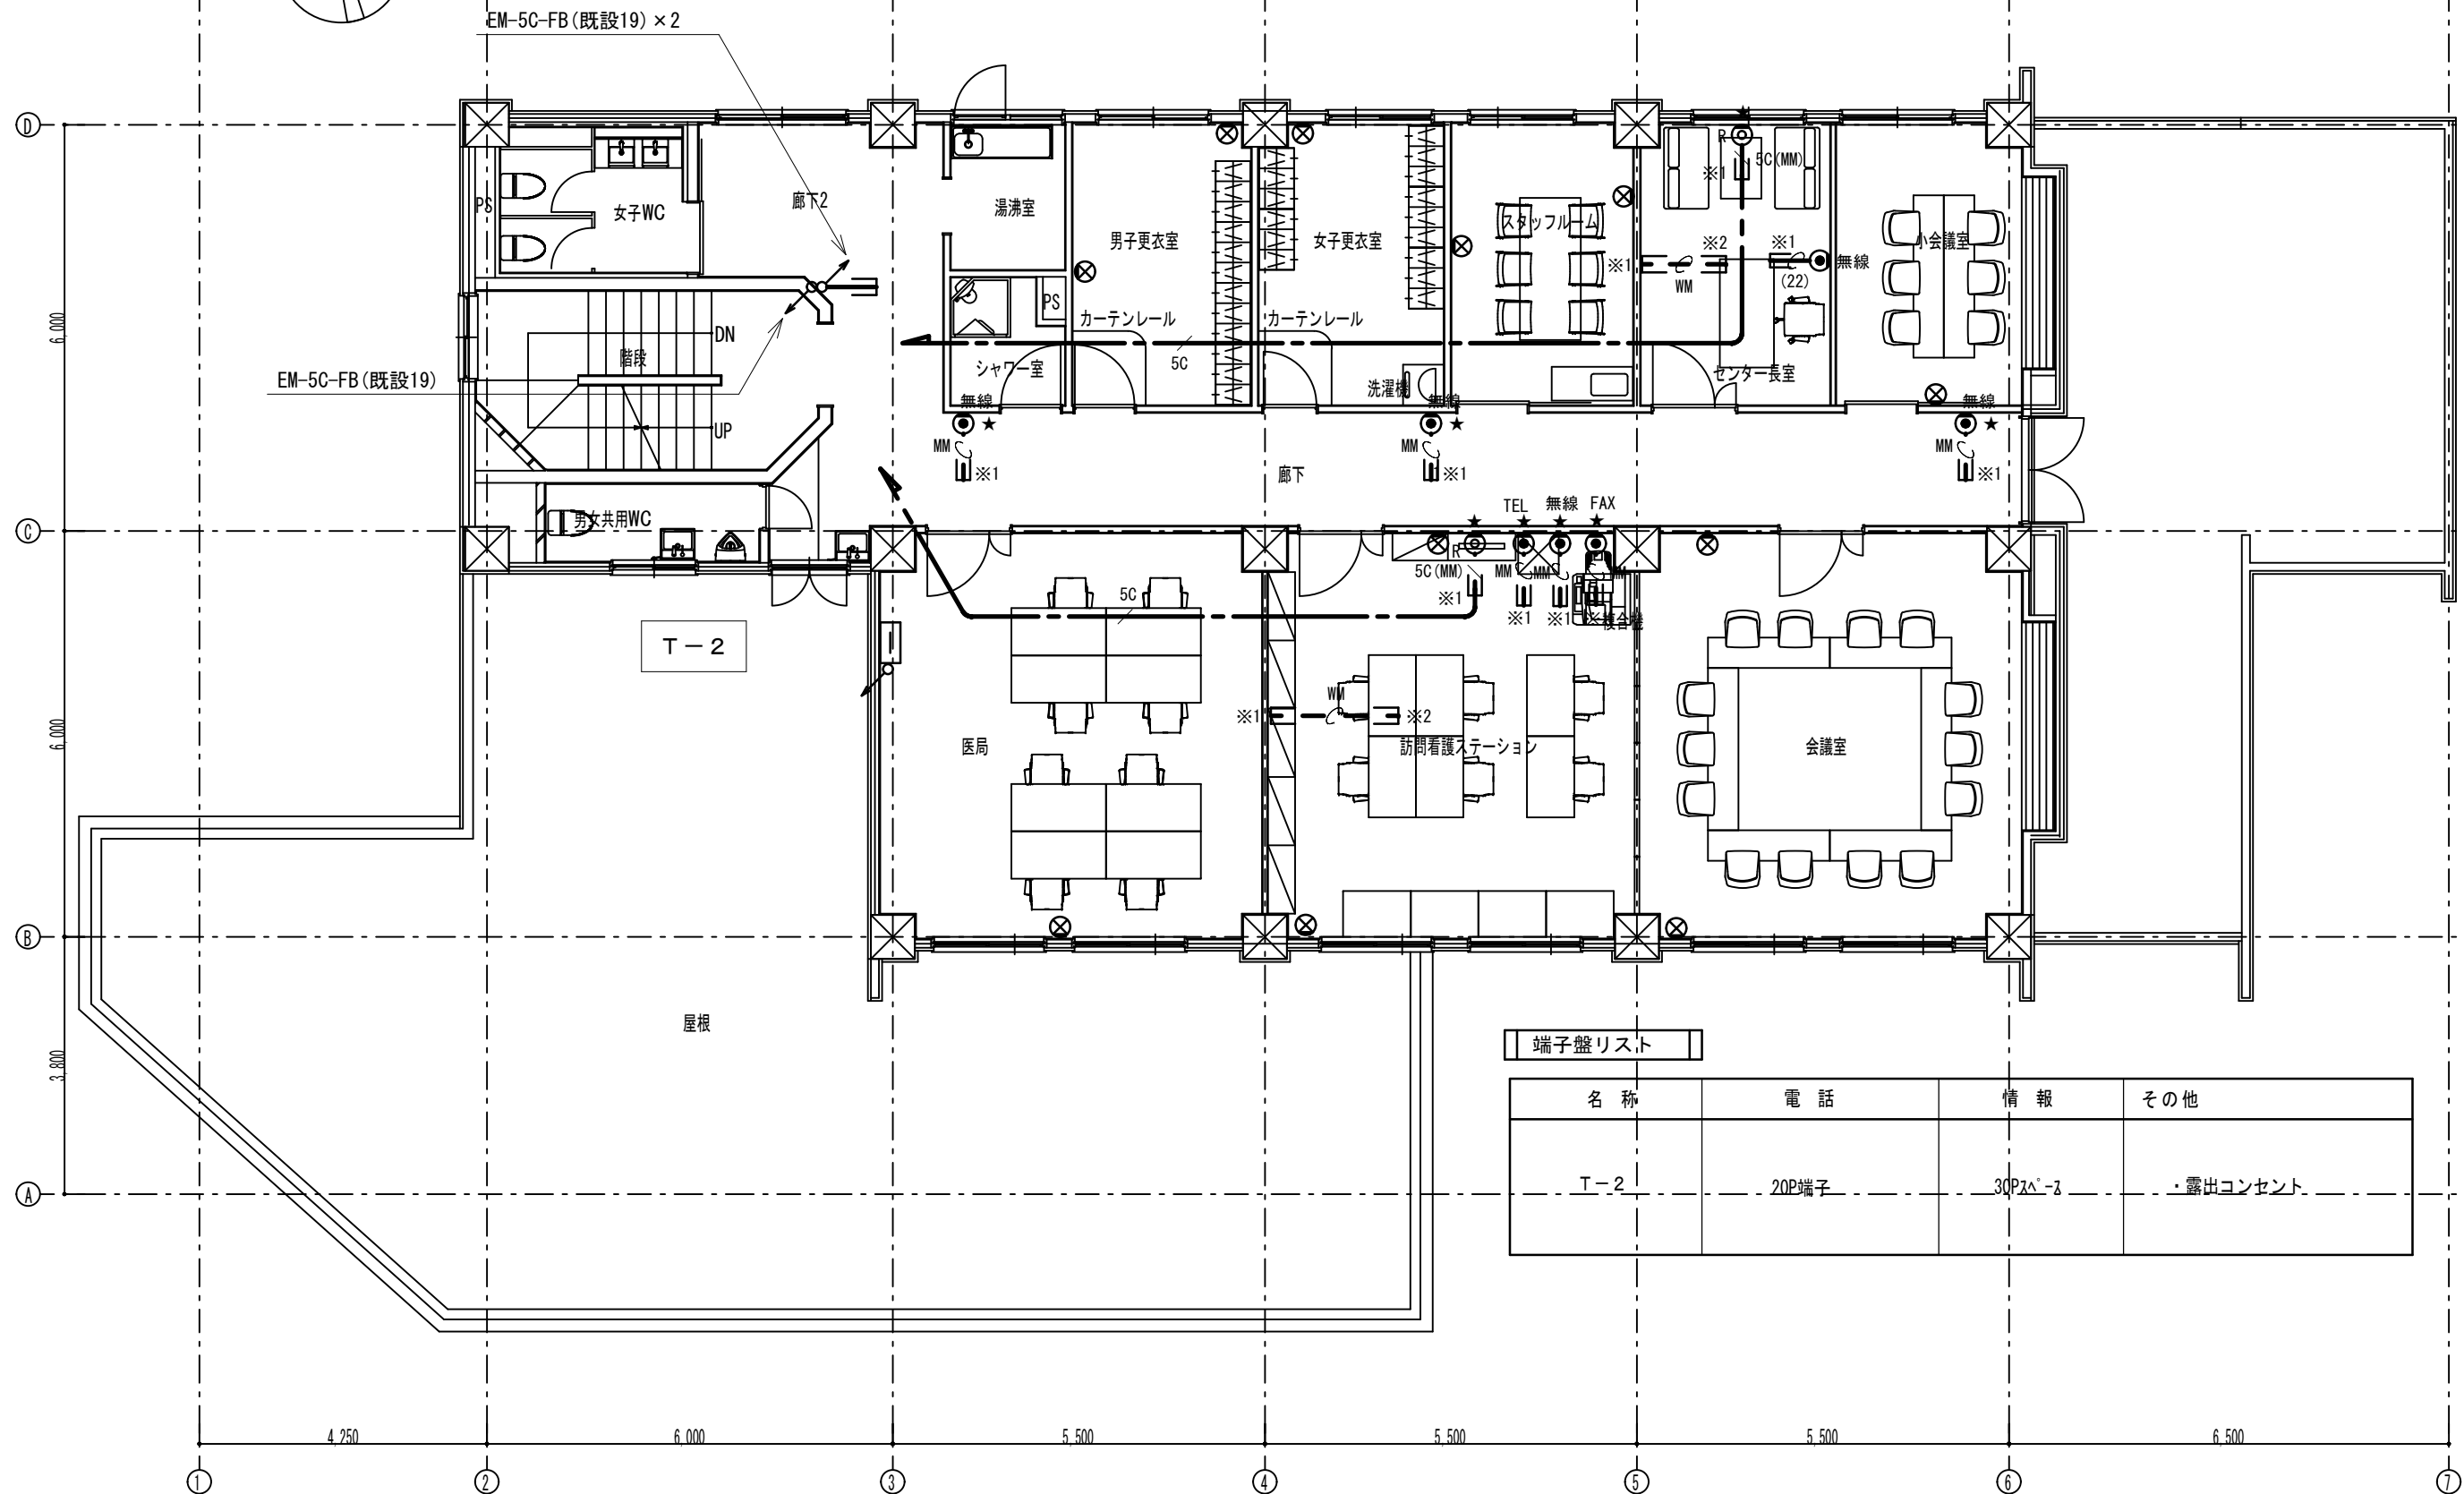 EM-5C-FB(既設19)×2
D
PS
女子WC
廊下2
湯沸室
男子更衣室
女子更衣室
スタッフルーム
R
5C(MM)
※1
※2
※1
小会議室
※1
WM
(22)
無線
6,000
DN
階段
PS
カーテンレール
カーテンレール
EM-5C-FB(既設19)
シャワー室
5C
洗濯機
センター長室
UP
無線
★
MM
※1
無線
★
MM
※1
無線
★
MM
※1
廊下
TEL
無線
FAX
★
★
★
★
C
男女共用WC
R
5C(MM)
MM
MM
MM
※1
※1
※1
※複合機
5C
T-2
6,000
WM
※1
※2
医局
訪問看護ステーション
会議室
B
屋根
3,800
端子盤リスト
名 称
電 話
情 報
その他
A
T-2
20P端子
30Pスペース
・露出コンセント
4,250
6,000
5,500
5,500
5,500
6,500
1
2
3
4
5
6
7